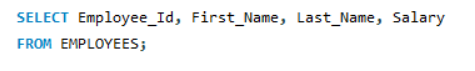 SELECT Employee_Id, First_Name, Last_Name, Salary
FROM EMPLOYEES;